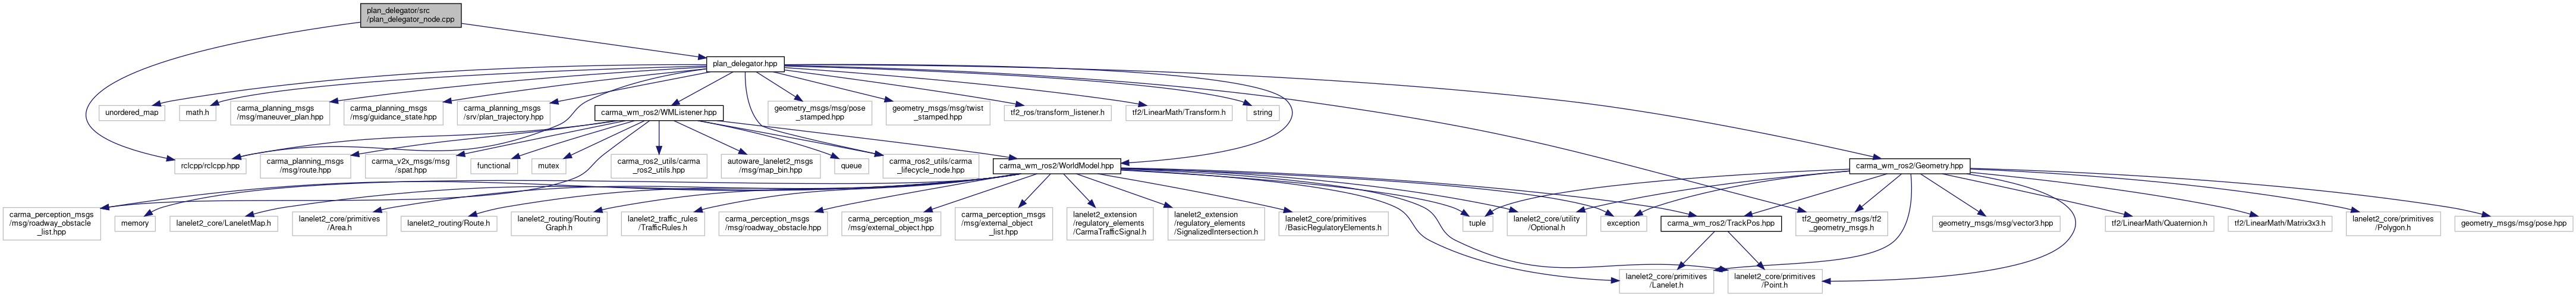 plan_delegator/src
/plan_delegator_node.cpp
plan_delegator.hpp
unordered_map
math.h
carma_planning_msgs
/msg/maneuver_plan.hpp
carma_planning_msgs
/msg/guidance_state.hpp
carma_planning_msgs
/srv/plan_trajectory.hpp
carma_wm_ros2/WMListener.hpp
geometry_msgs/msg/pose
_stamped.hpp
geometry_msgs/msg/twist
_stamped.hpp
tf2_ros/transform_listener.h
tf2/LinearMath/Transform.h
string
rclcpp/rclcpp.hpp
carma_planning_msgs
/msg/route.hpp
carma_v2x_msgs/msg
/spat.hpp
functional
mutex
carma_ros2_utils/carma
_ros2_utils.hpp
autoware_lanelet2_msgs
/msg/map_bin.hpp
queue
carma_ros2_utils/carma
_lifecycle_node.hpp
carma_wm_ros2/WorldModel.hpp
carma_wm_ros2/Geometry.hpp
carma_perception_msgs
/msg/roadway_obstacle
_list.hpp
memory
lanelet2_core/LaneletMap.h
lanelet2_core/primitives
/Area.h
lanelet2_routing/Route.h
lanelet2_routing/Routing
Graph.h
lanelet2_traffic_rules
/TrafficRules.h
carma_perception_msgs
/msg/roadway_obstacle.hpp
carma_perception_msgs
/msg/external_object.hpp
carma_perception_msgs
/msg/external_object
_list.hpp
lanelet2_extension
/regulatory_elements
/CarmaTrafficSignal.h
lanelet2_extension
/regulatory_elements
/SignalizedIntersection.h
lanelet2_core/primitives
/BasicRegulatoryElements.h
tuple
lanelet2_core/utility
/Optional.h
exception
carma_wm_ros2/TrackPos.hpp
tf2_geometry_msgs/tf2
_geometry_msgs.h
geometry_msgs/msg/vector3.hpp
tf2/LinearMath/Quaternion.h
tf2/LinearMath/Matrix3x3.h
lanelet2_core/primitives
/Polygon.h
geometry_msgs/msg/pose.hpp
lanelet2_core/primitives
/Lanelet.h
lanelet2_core/primitives
/Point.h